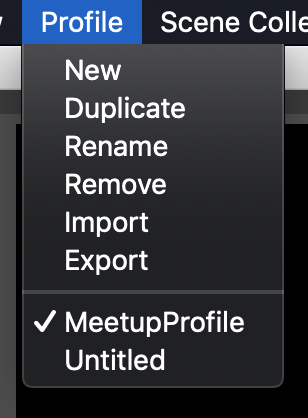 Profile Scene Colle
New
Duplicate
Rename
Remove
Import
Export
✓ MeetupProfile
Untitled